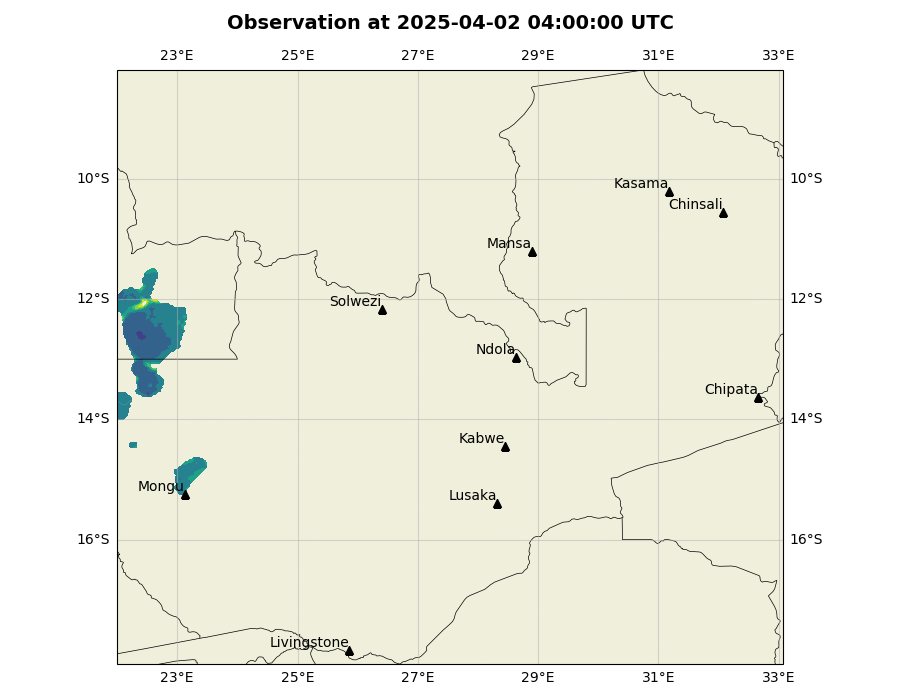 Observation at 2025-04-02 04:00:00 UTC
23°E 25°E 27°E 29°E 31°E 33°E
10°S 10°S
Kasama
Chinsali
Mansa
12°S 12°S
Solwezi
Ndola
Chipata
14°S 14°S
Kabwe
Mongu
Lusaka
16°S 16°S
Livingstone
23°E 25°E 27°E 29°E 31°E 33°E